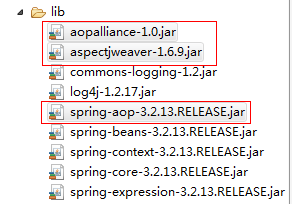 lib
aopalliance-1.0.jar
aspectjweaver-1.6.9.jar
commons-logging-1.2.jar
log4j-1.2.17.jar
spring-aop-3.2.13.RELEASE.jar
spring-beans-3.2.13.RELEASE.jar
spring-context-3.2.13.RELEASE.jar
spring-core-3.2.13.RELEASE.jar
spring-expression-3.2.13.RELEASE.jar